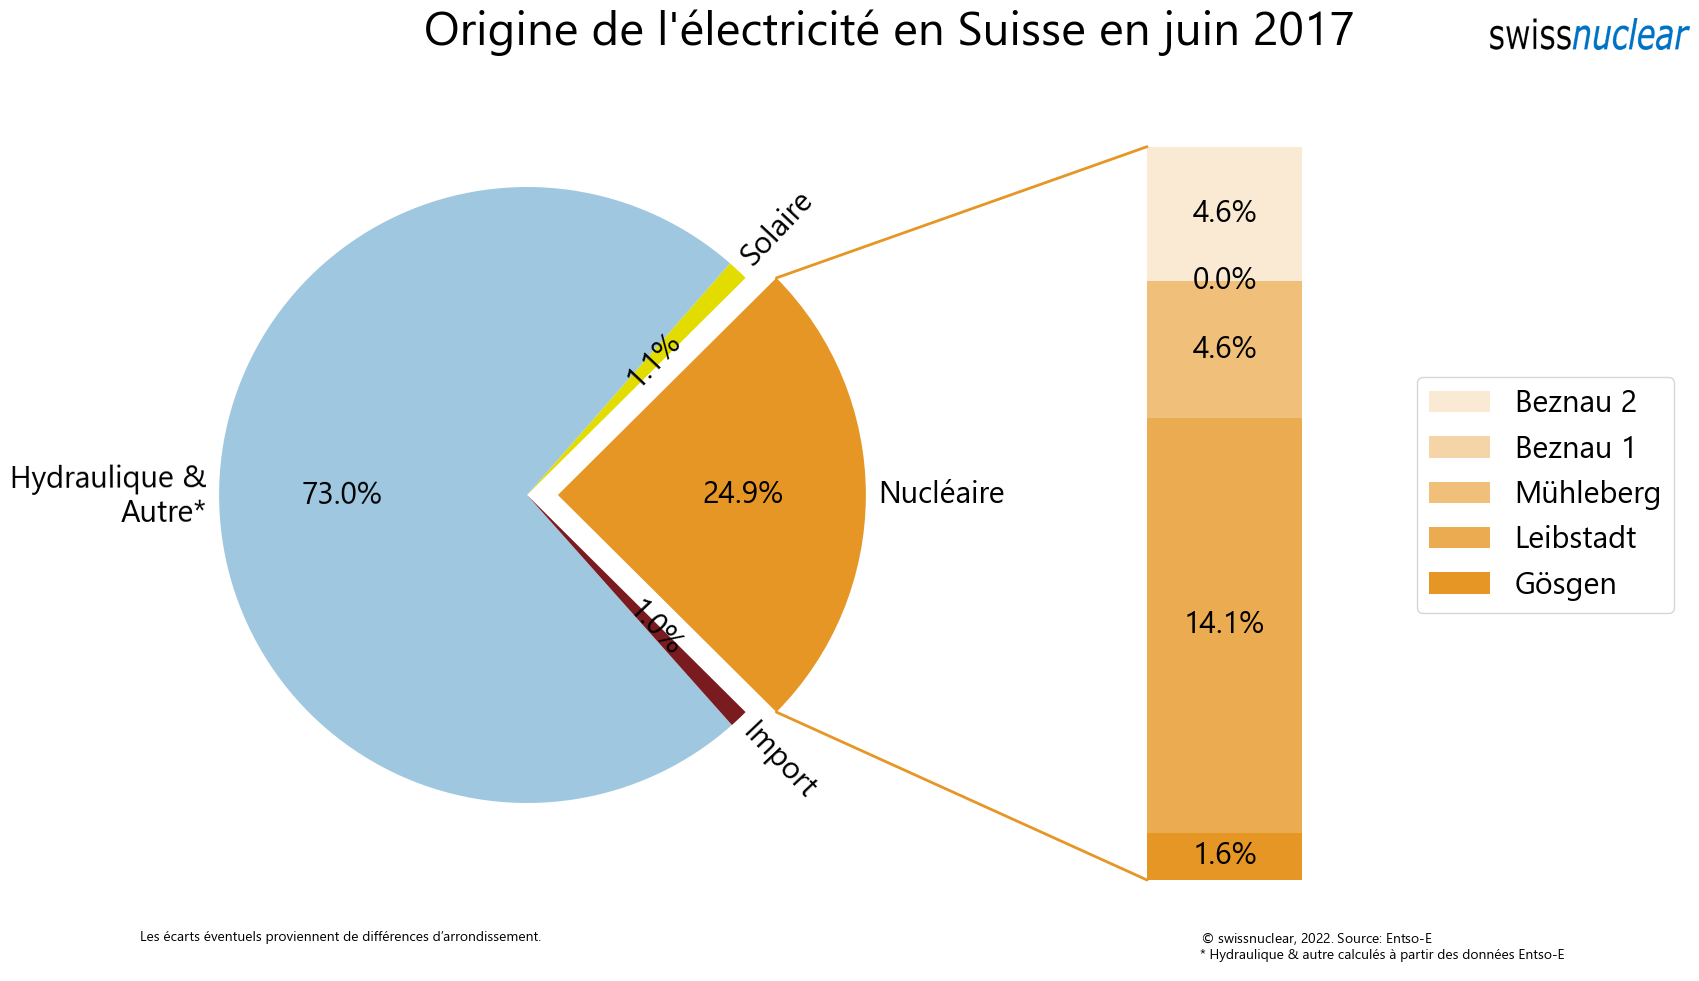 Origine de l'électricité en Suisse en juin 2017
swissnuclear
Solaire
1.1%
Hydraulique &
Autre*
73.0%
24.9%
Nucléaire
1.0%
Import
4.6%
0.0%
4.6%
14.1%
1.6%
Beznau 2
Beznau 1
Mühleberg
Leibstadt
Gösgen
Les écarts éventuels proviennent de différences d’arrondissement.
© swissnuclear, 2022. Source: Entso-E
* Hydraulique & autre calculés à partir des données Entso-E